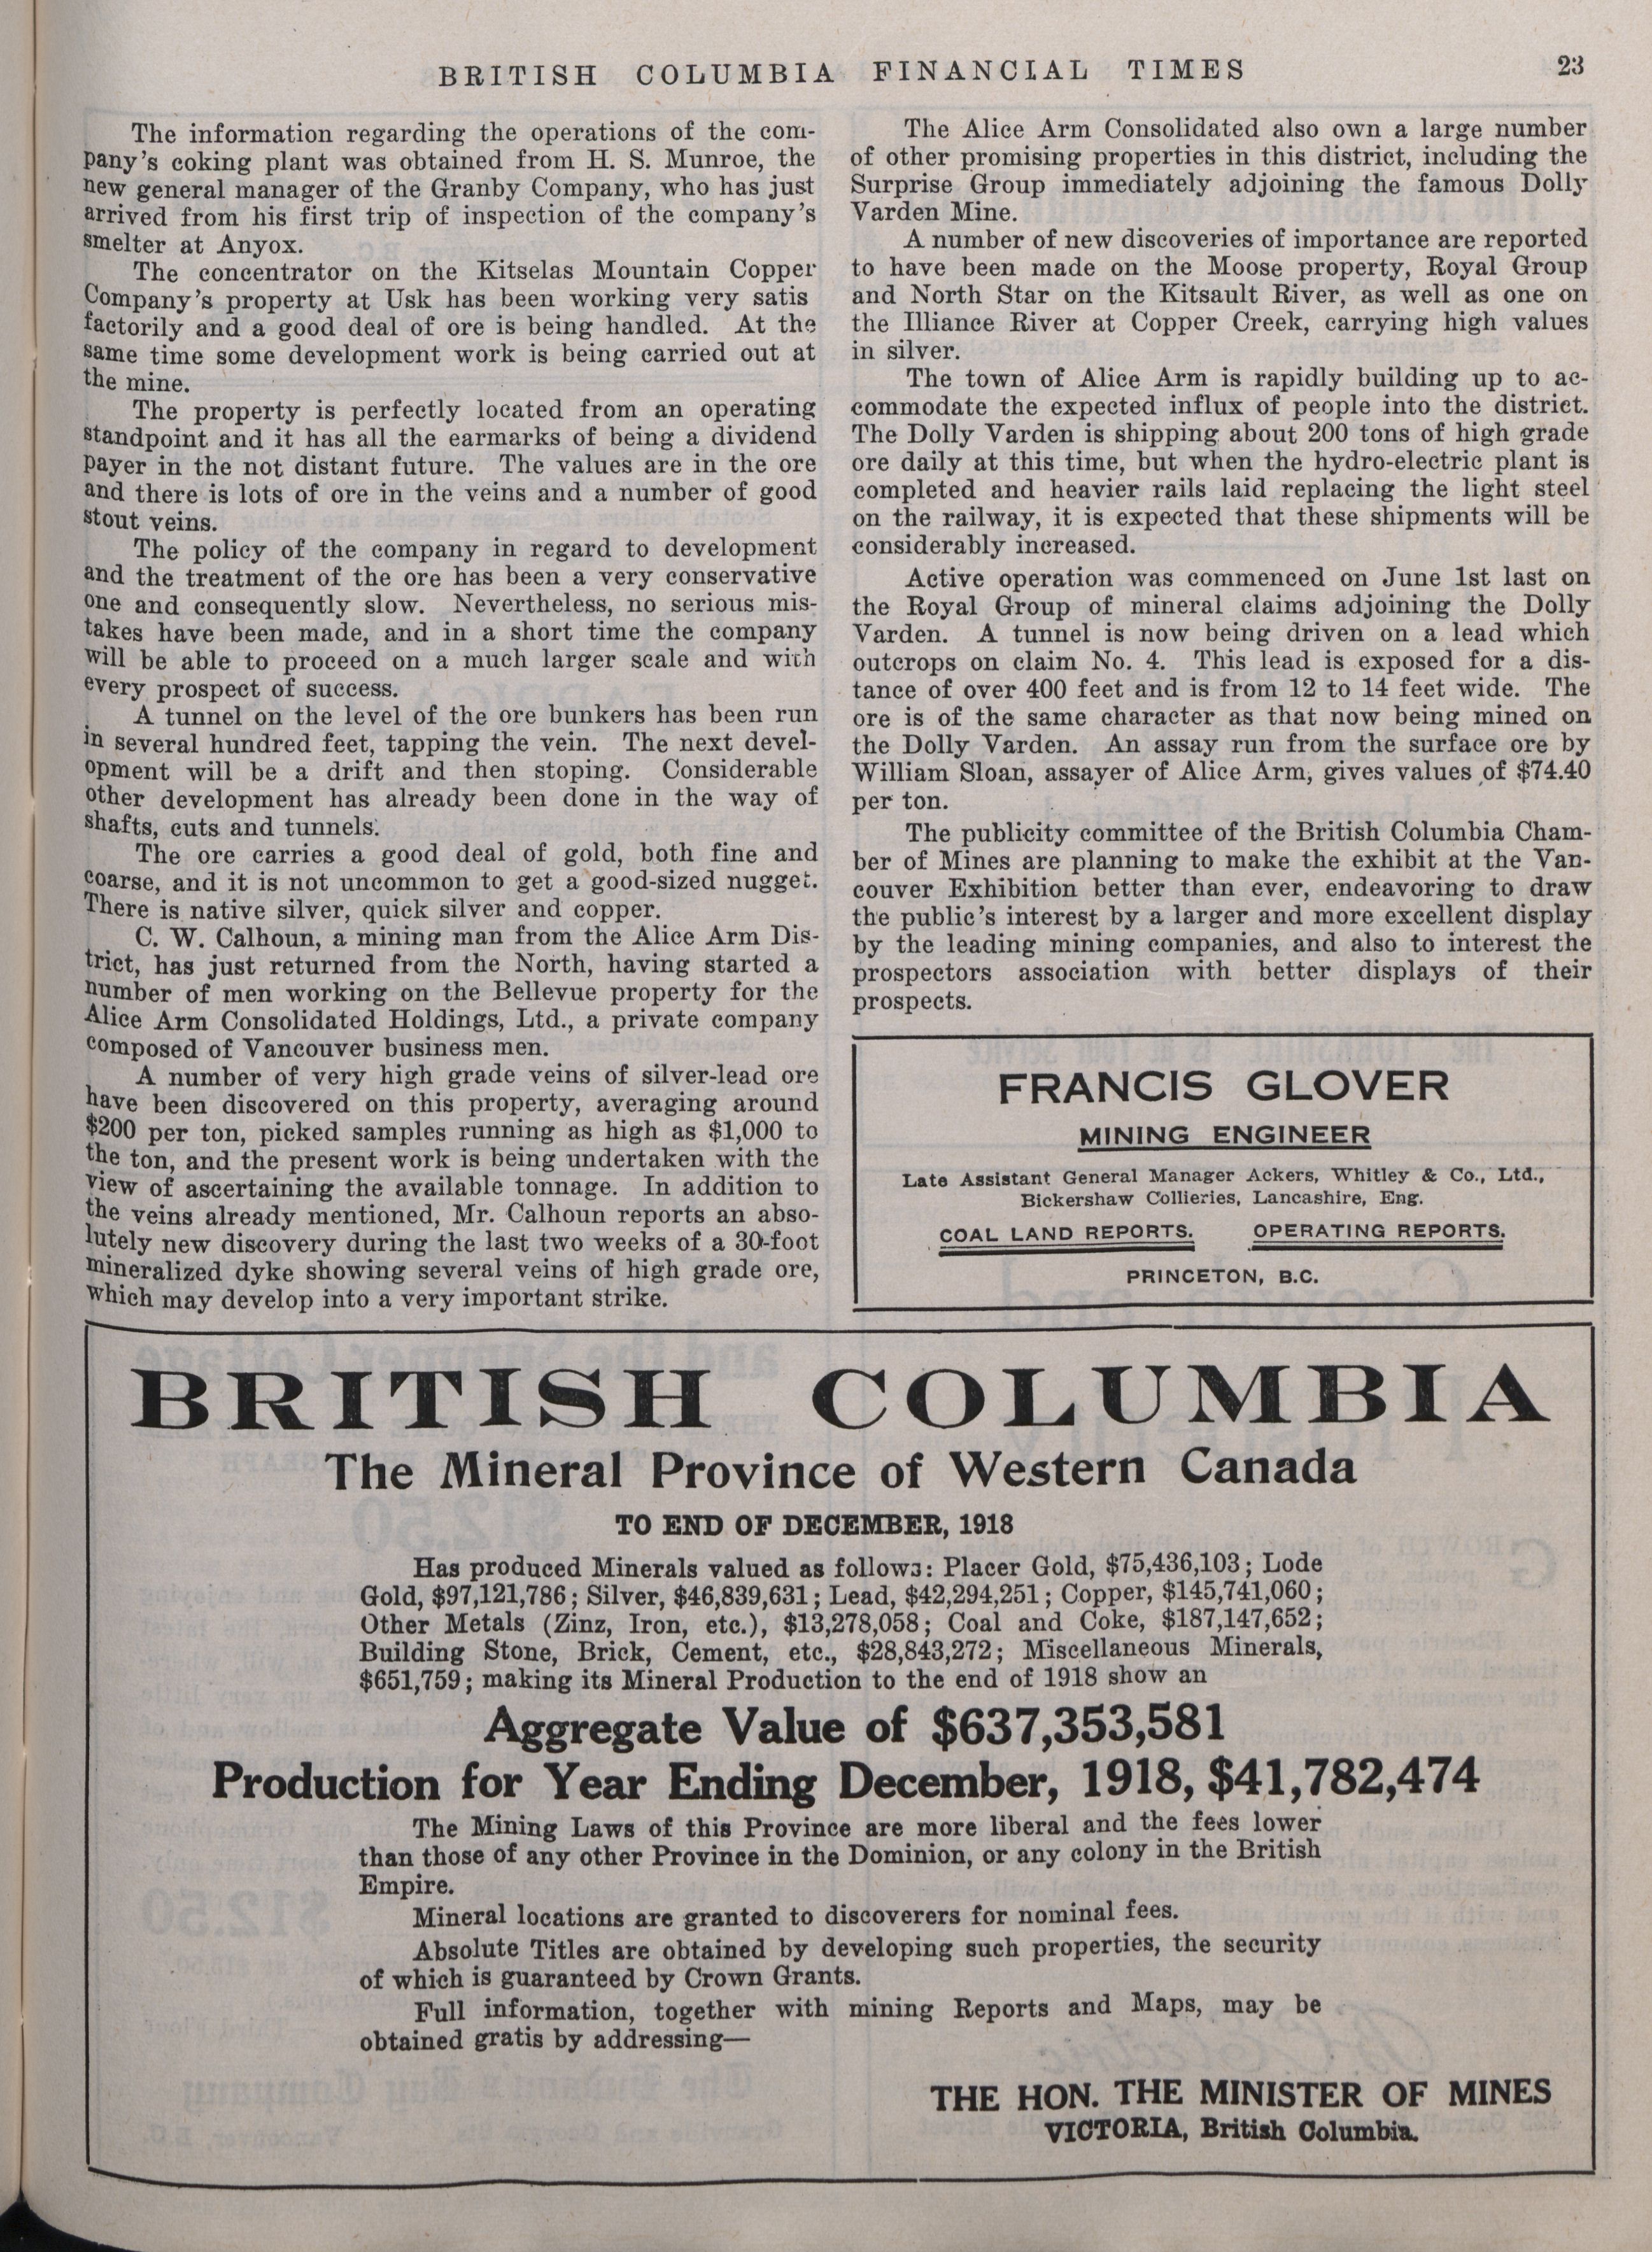 BRITISH COLUMBIA FINANCIAL TIMES 23
The information regarding the operations of the com-
pany's coking plant was obtained from H. S. Munroe, the
new general manager of the Granby Company, who has just
arrived from his first trip of inspection of the company's
smelter at Anyox.
The concentrator on the Kitselas Mountain Copper
Company's property at Usk has been working very satis
factorily and a good deal of ore is being handled. At the
same time some development work is being carried out at
the mine.
The property is perfectly located from an operating
standpoint and it has all the earmarks of being a dividend
payer in the not distant future. The values are in the ore
and there is lots of ore in the veins and a number of good
stout veins.
The policy of the company in regard to development
and the treatment of the ore has been a very conservative
one and consequently slow. Nevertheless, no serious mis-
takes have been made, and in a short time the company
will be able to proceed on a much larger scale and with
every prospect of success.
A tunnel on the level of the ore bunkers has been run
in several hundred feet, tapping the vein. The next devel-
opment will be a drift and then stoping. Considerable
other development has already been done in the way of
shafts, cuts and tunnels.
The ore carries a good deal of gold, both fine and
coarse, and it is not uncommon to get a good-sized nugget.
There is native silver, quick silver and copper.
C. W. Calhoun, a mining man from the Alice Arm Dis-
trict, has just returned from the North, having started a
number of men working on the Bellevue property for the
Alice Arm Consolidated Holdings, Ltd., a private company
composed of Vancouver business men.
A number of very high grade veins of silver-lead ore
have been discovered on this property, averaging around
$200 per ton, picked samples running as high as $1,000 to
the ton, and the present work is being undertaken with the
view of ascertaining the available tonnage. In addition to
the veins already mentioned, Mr. Calhoun reports an abso-
lutely new discovery during the last two weeks of a 30-foot
mineralized dyke showing several veins of high grade ore,
which may develop into a very important strike.
The Alice Arm Consolidated also own a large number
of other promising properties in this district, including the
Surprise Group immediately adjoining the famous Dolly
Varden Mine.
A number of new discoveries of importance are reported
to have been made on the Moose property, Royal Group
and North Star on the Kitsault River, as well as one on
the Illiance River at Copper Creek, carrying high values
in silver.
The town of Alice Arm is rapidly building up to ac-
commodate the expected influx of people into the district.
The Dolly Varden is shipping about 200 tons of high grade
ore daily at this time, but when the hydro-electric plant is
completed and heavier rails laid replacing the light steel
on the railway, it is expected that these shipments will be
considerably increased.
Active operation was commenced on June 1st last on
the Royal Group of mineral claims adjoining the Dolly
Varden. A tunnel is now being driven on a lead which
outcrops on claim No. 4. This lead is exposed for a dis-
tance of over 400 feet and is from 12 to 14 feet wide. The
ore is of the same character as that now being mined on
the Dolly Varden. An assay run from the surface ore by
William Sloan, assayer of Alice Arm, gives values of $74.40
per ton.
The publicity committee of the British Columbia Cham-
ber of Mines are planning to make the exhibit at the Van-
couver Exhibition better than ever, endeavoring to draw
the public's interest by a larger and more excellent display
by the leading mining companies, and also to interest the
prospectors association with better displays of their
prospects.
FRANCIS GLOVER
MINING ENGINEER
Late Assistant General Manager Ackers, Whitley & Co., Ltd.,
Bickershaw Collieries, Lancashire, Eng.
COAL LAND REPORTS. OPERATING REPORTS.
PRINCETON, B.C.
BRITISH COLUMBIA
The Mineral Province of Western Canada
TO END OF DECEMBER, 1918
Has produced Minerals valued as follows: Placer Gold, $75,436,103; Lode
Gold, $97,121,786; Silver, $46,839,631; Lead, $42,294,251; Copper, $145,741,060;
Other Metals (Zinz, Iron, etc.), $13,278,058; Coal and Coke, $187,147,652;
Building Stone, Brick, Cement, etc., $28,843,272; Miscellaneous Minerals,
$651,759; making its Mineral Production to the end of 1918 show an
Aggregate Value of $637,353,581
Production for Year Ending December, 1918, $41,782,474
The Mining Laws of this Province are more liberal and the fees lower
than those of any other Province in the Dominion, or any colony in the British
Empire.
Mineral locations are granted to discoverers for nominal fees.
Absolute Titles are obtained by developing such properties, the security
of which is guaranteed by Crown Grants.
Full information, together with mining Reports and Maps, may be
obtained gratis by addressing—
THE HON. THE MINISTER OF MINES
VICTORIA, British Columbia.